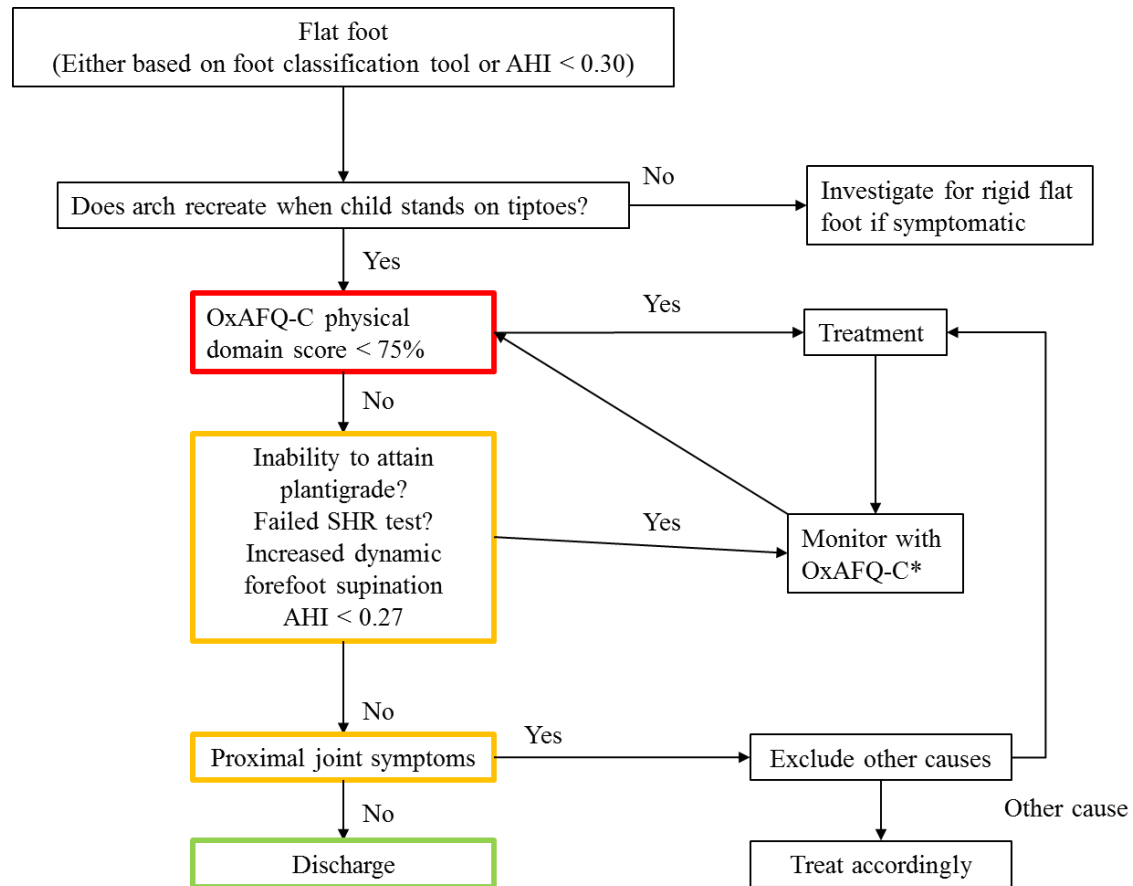 Flat foot
(Either based on foot classification tool or AHI < 0.30)
Does arch recreate when child stands on tiptoes?
No
Investigate for rigid flat
foot if symptomatic
Yes
OxAFQ-C physical
domain score < 75%
Yes
Treatment
No
Inability to attain
plantigrade?
Failed SHR test?
Increased dynamic
forefoot supination
AHI < 0.27
Yes
Monitor with
OxAFQ-C*
No
Proximal joint symptoms
Yes
Exclude other causes
No
Other cause
Discharge
Treat accordingly